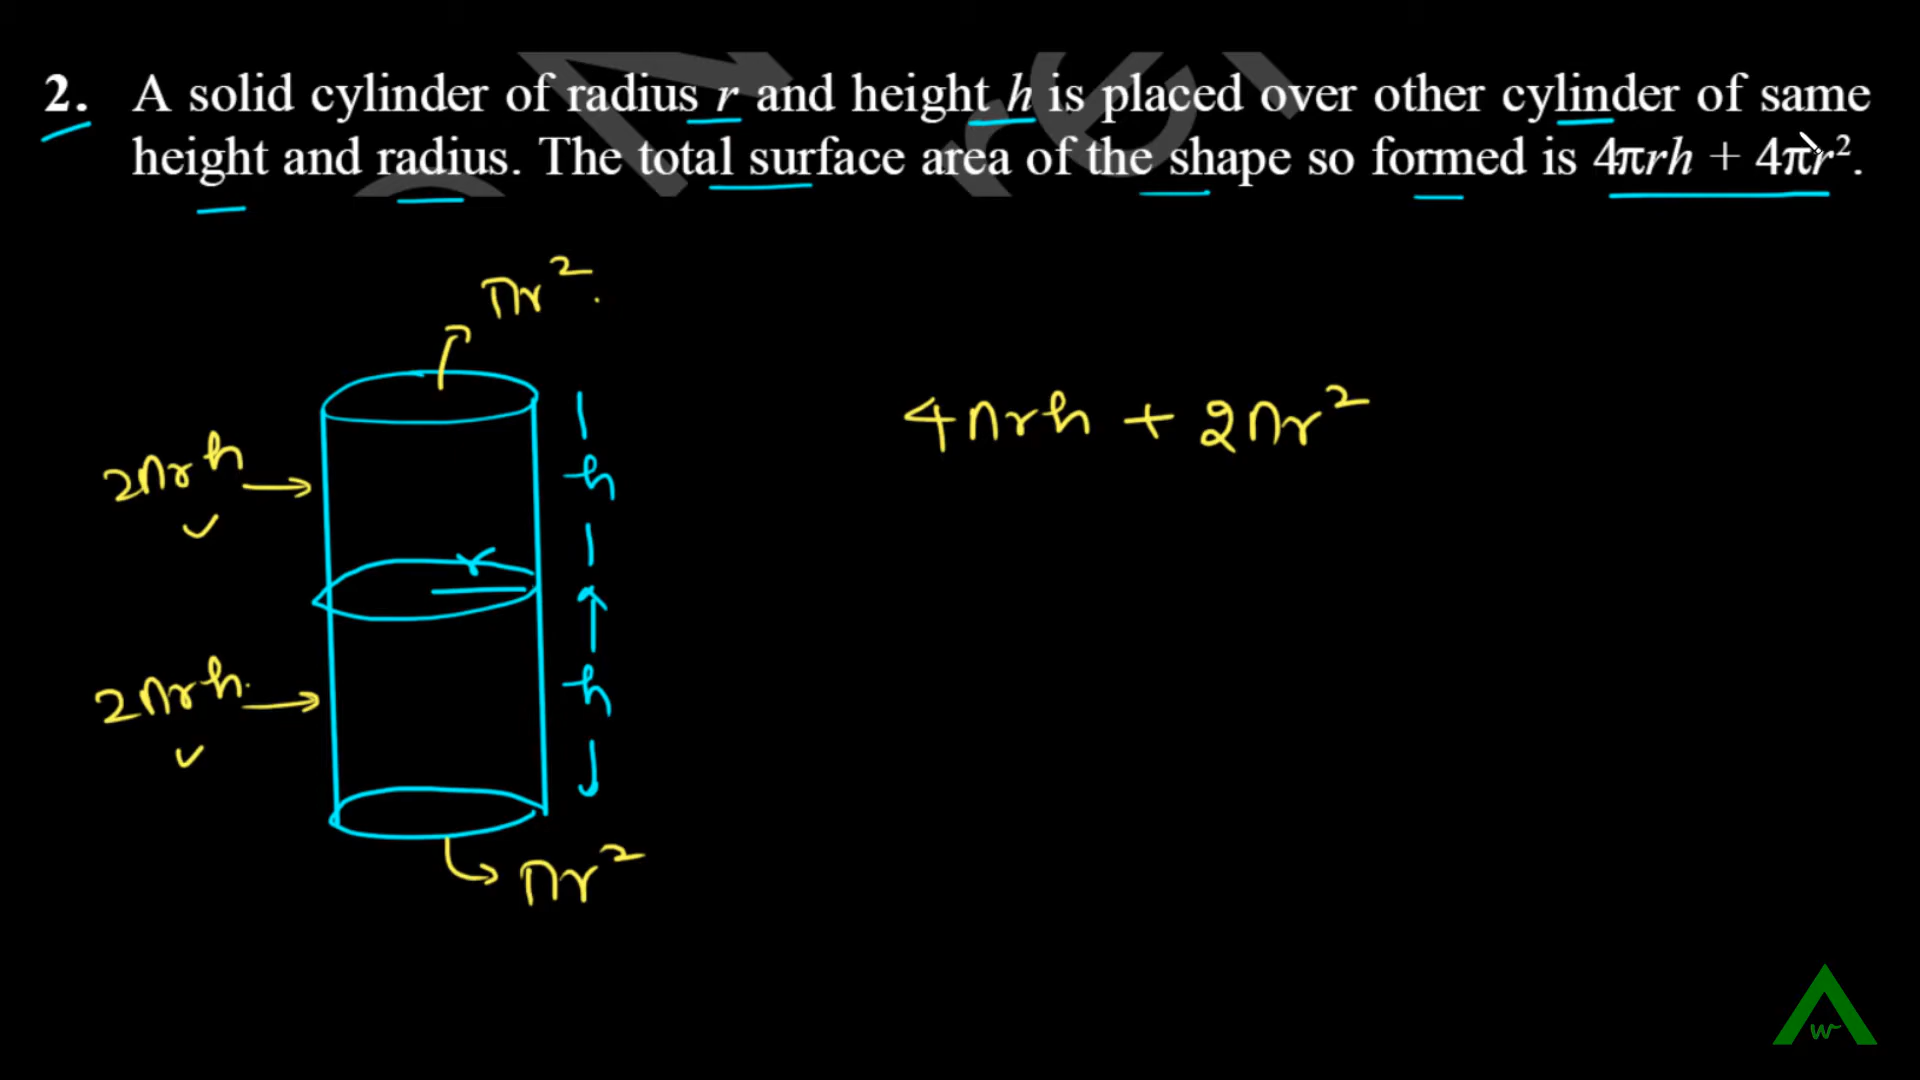 2. A solid cylinder of radius r and height h is placed over other cylinder of same
height and radius. The total surface area of the shape so formed is 4πrh + 4πr².
πr².
4πrh + 2πr²
2πrh
h
2πrh.
h
πr²
w